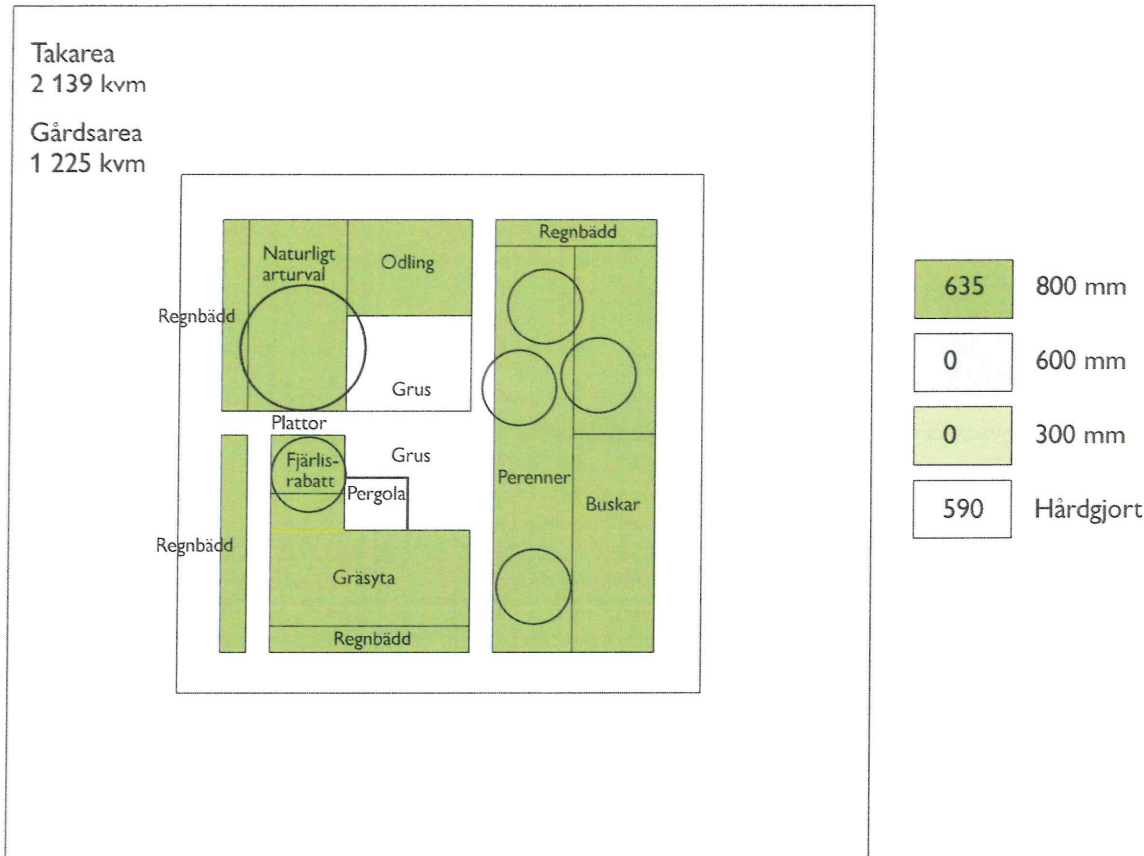 Takarea
2 139 kvm
Gårdsarea
1 225 kvm
Regnbädd
Naturligt
arturval
Odling
Regnbädd
Grus
Plattor
Fjärlis-
rabatt
Grus
Pergola
Perenner
Buskar
Regnbädd
Gräsyta
Regnbädd
635 800 mm
0 600 mm
0 300 mm
590 Hårdgjort